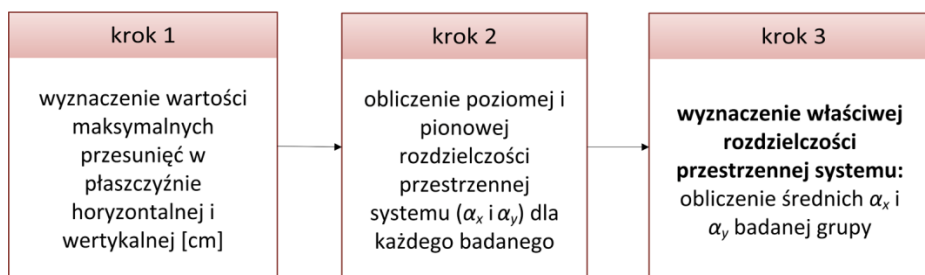 krok 1
wyznaczenie wartości
maksymalnych
przesunięć w
płaszczyźnie
horyzontalnej i
wertykalnej [cm]
krok 2
obliczenie poziomej i
pionowej
rozdzielczości
przestrzennej
systemu (αx i αy) dla
każdego badanego
krok 3
wyznaczenie właściwej
rozdzielczości
przestrzennej systemu:
obliczenie średnich αx i
αy badanej grupy